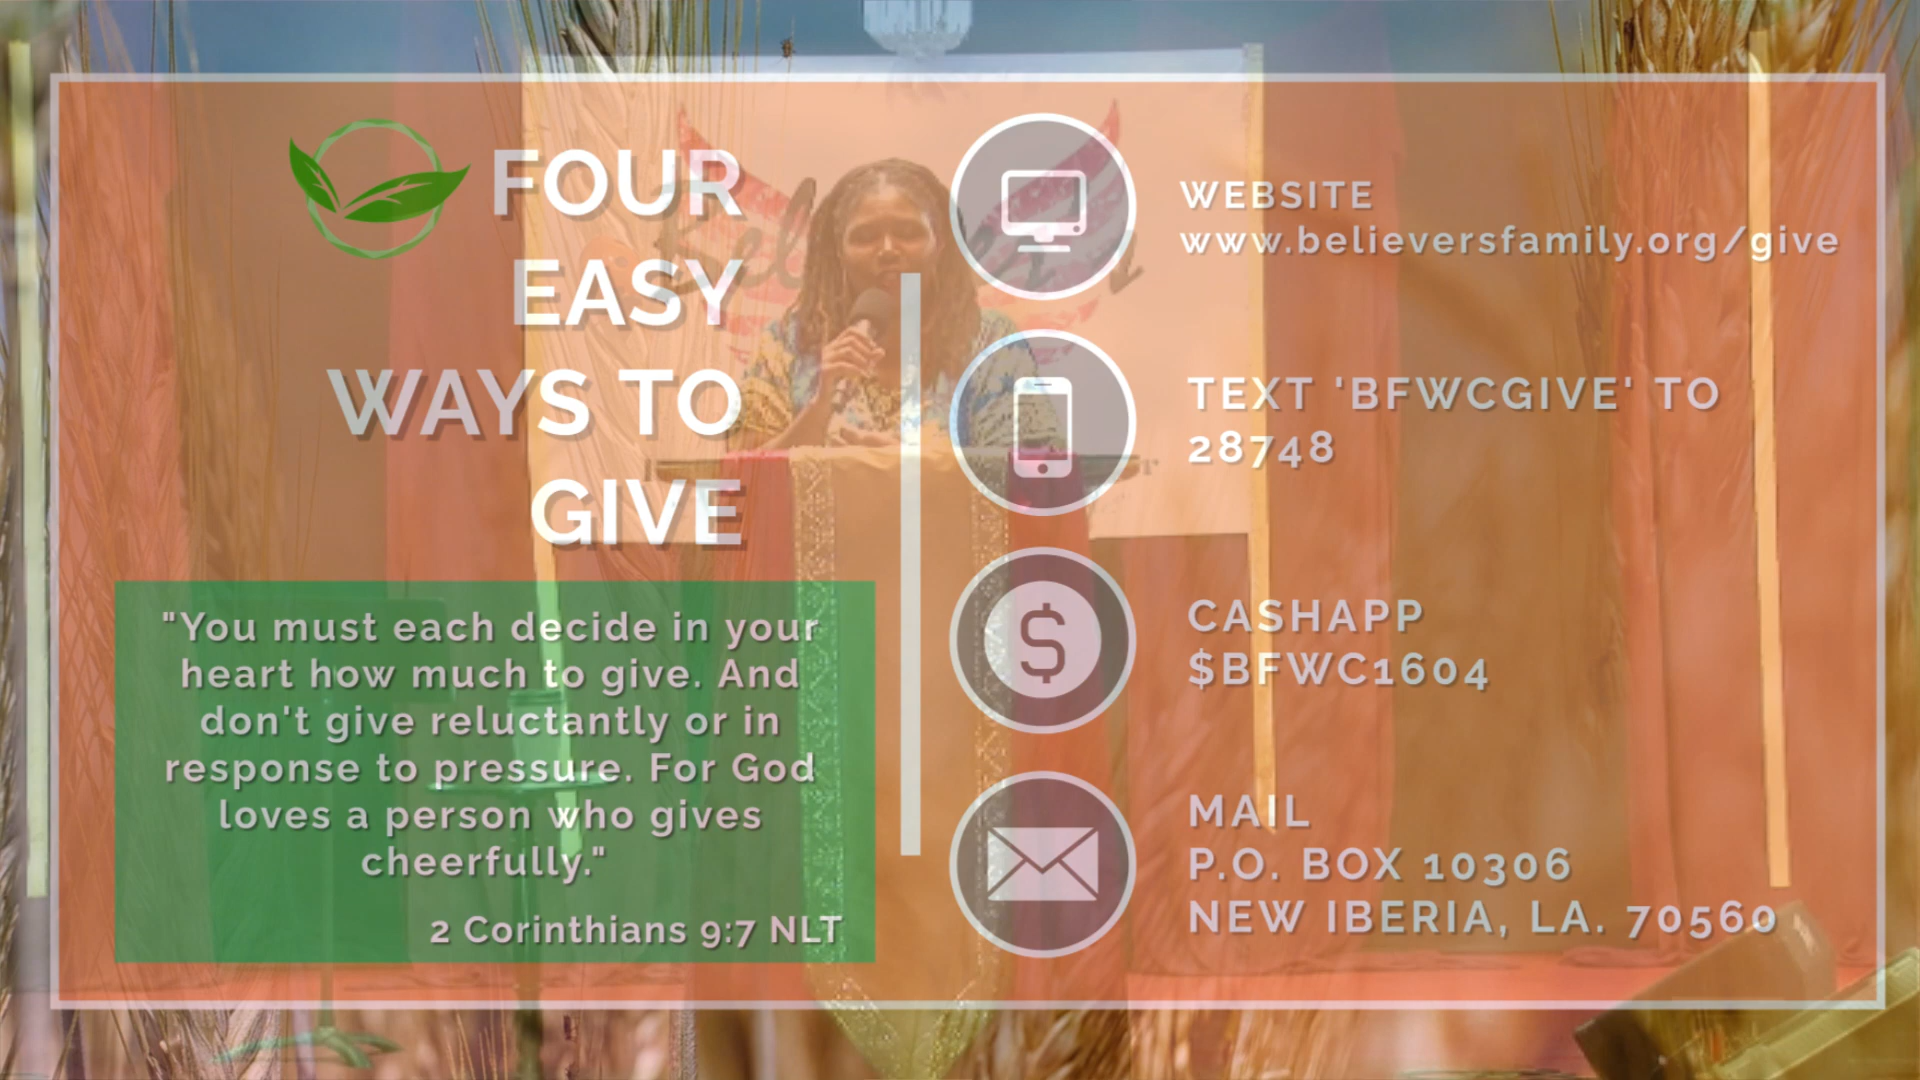 FOUR
EASY
WAYS TO
GIVE
"You must each decide in your
heart how much to give. And
don't give reluctantly or in
response to pressure. For God
loves a person who gives
cheerfully."
2 Corinthians 9:7 NLT
WEBSITE
www.believersfamily.org/give
TEXT 'BFWCGIVE' TO
28748
CASHAPP
$BFWC1604
MAIL
P.O. BOX 10306
NEW IBERIA, LA. 70560